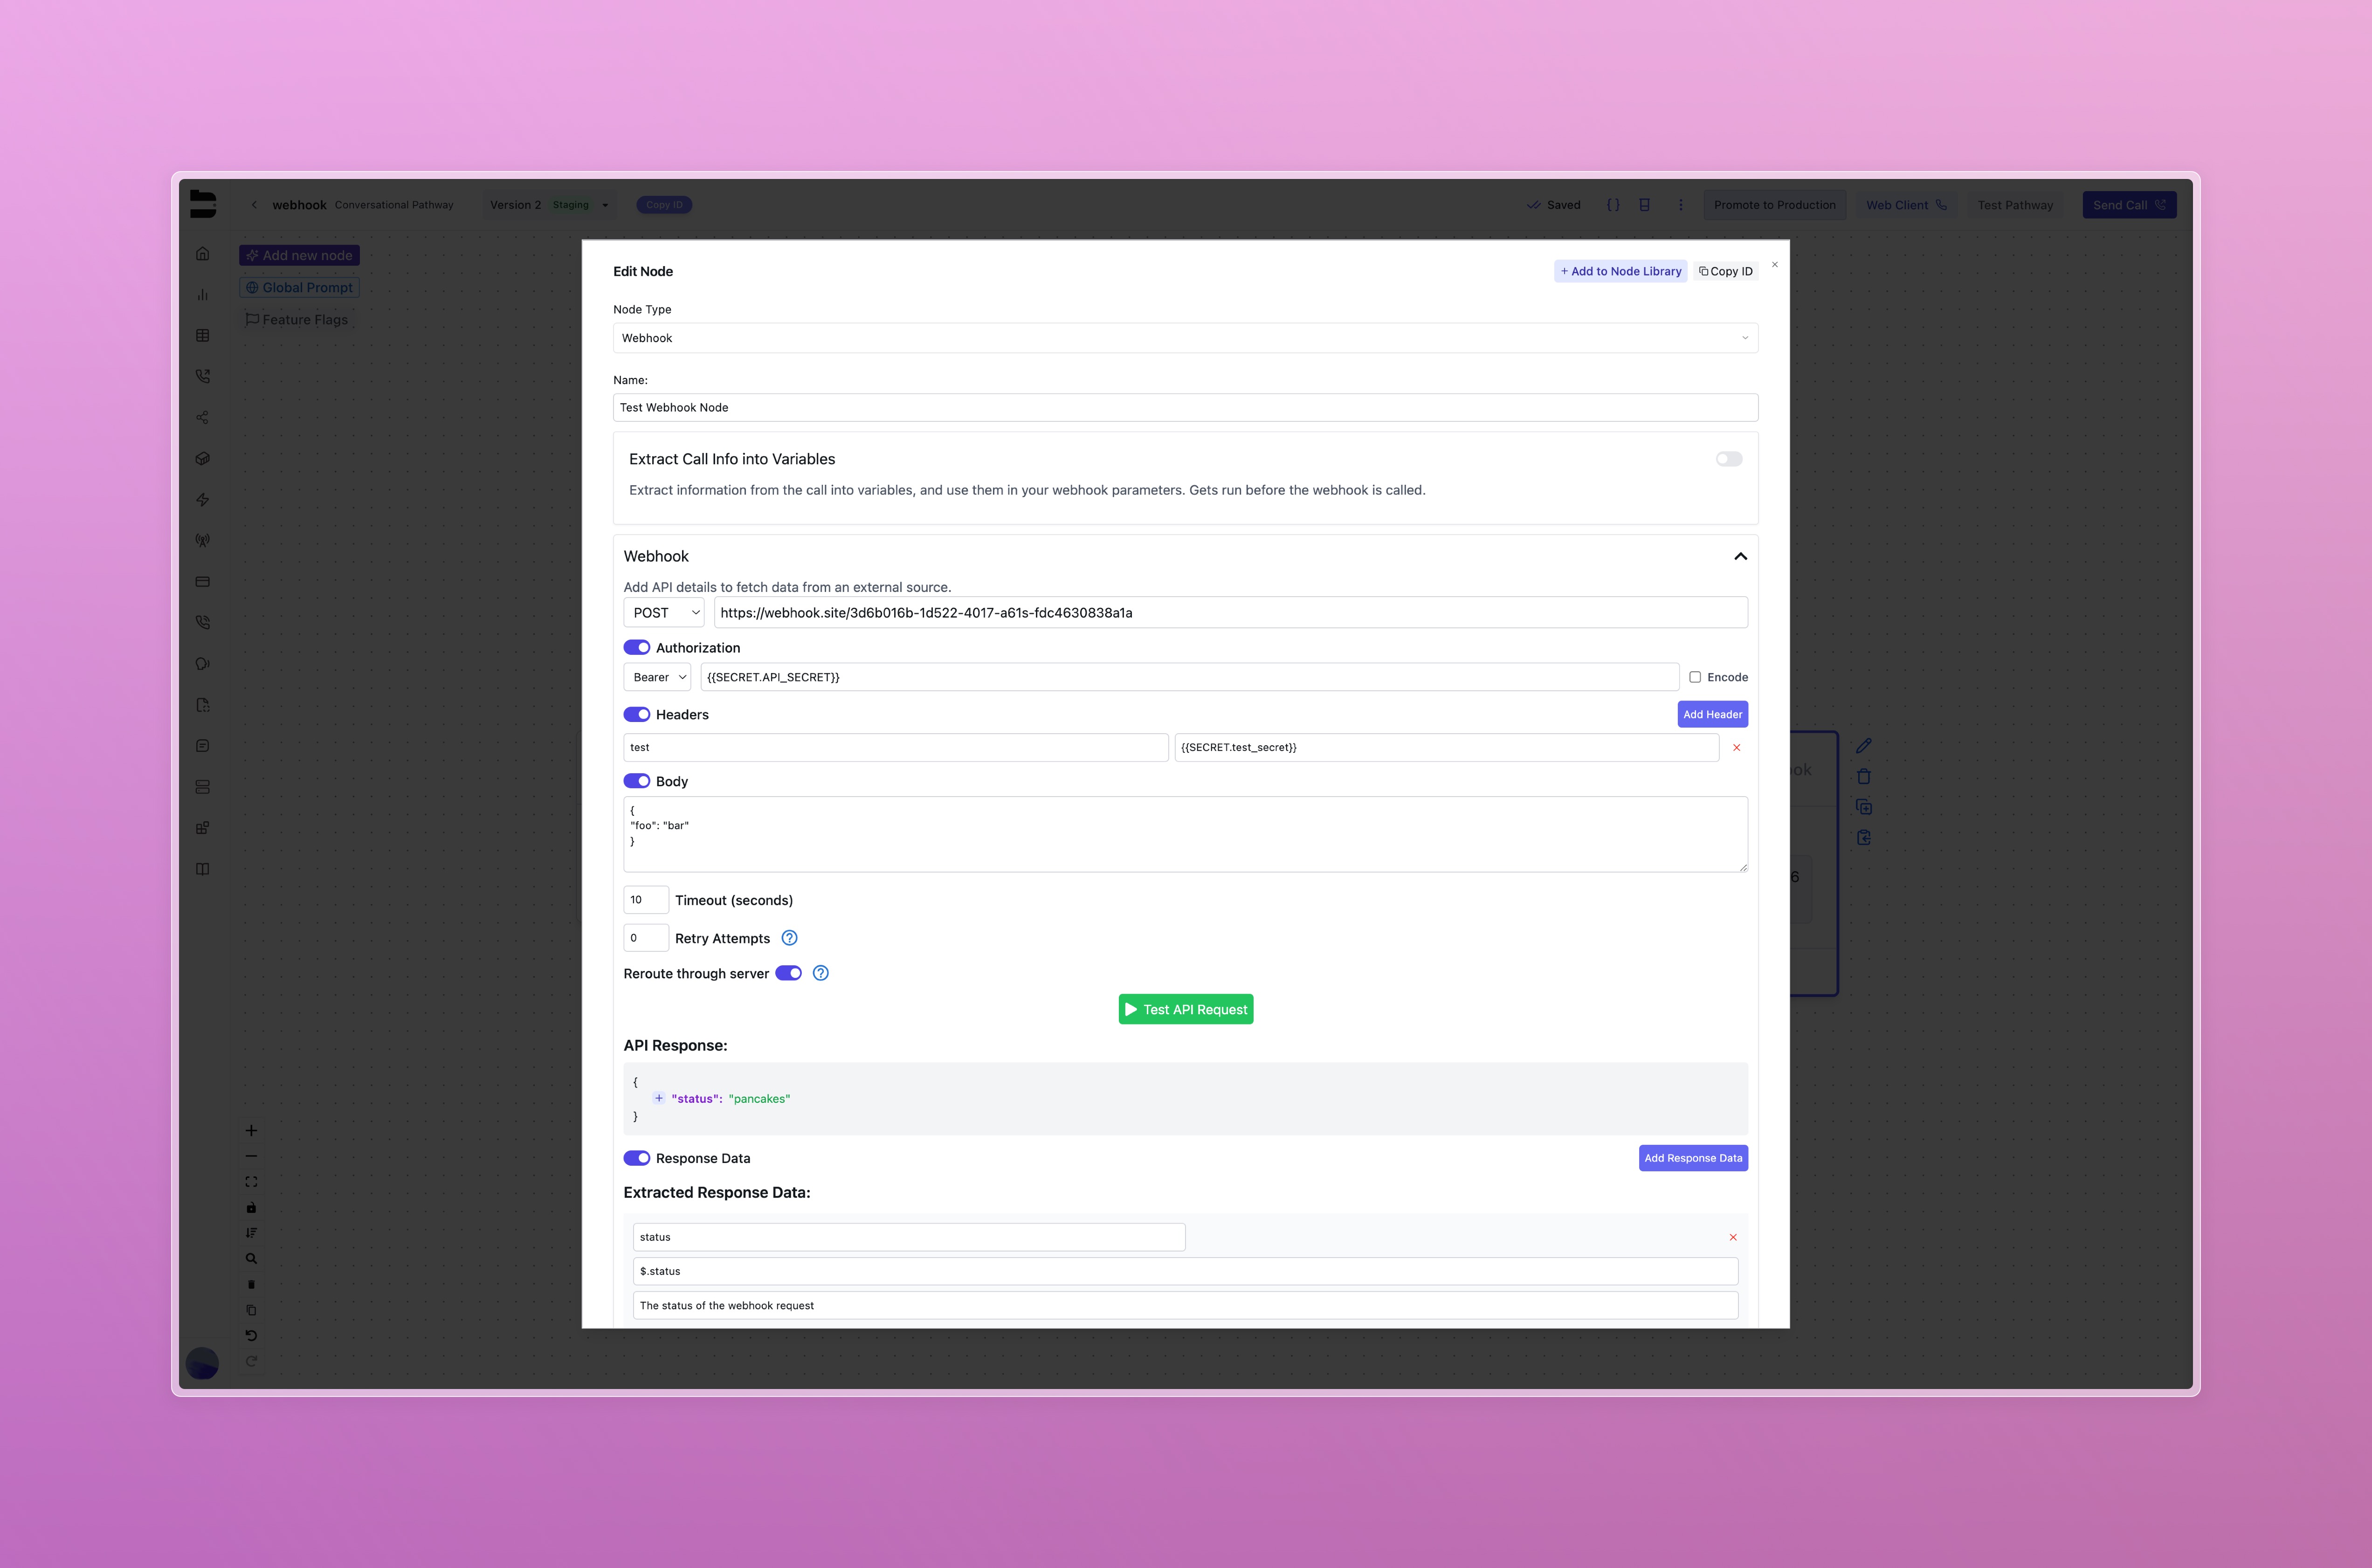 webhook Conversational Pathway Version 2 Staging Copy ID Saved Promote to Production Web Client Test Pathway Send Call
Add new node
Global Prompt
Feature Flags
Edit Node + Add to Node Library Copy ID
Node Type
Webhook
Name:
Test Webhook Node
Extract Call Info into Variables
Extract information from the call into variables, and use them in your webhook parameters. Gets run before the webhook is called.
Webhook
Add API details to fetch data from an external source.
POST https://webhook.site/3d6b016b-1d522-4017-a61s-fdc4630838a1a
Authorization
Bearer {{SECRET.API_SECRET}} Encode
Headers Add Header
test {{SECRET.test_secret}}
ok
Body
{
"foo": "bar"
}
6
10 Timeout (seconds)
0 Retry Attempts ?
Reroute through server ?
Test API Request
API Response:
{
+ "status": "pancakes"
}
Response Data Add Response Data
Extracted Response Data:
status
$.status
The status of the webhook request